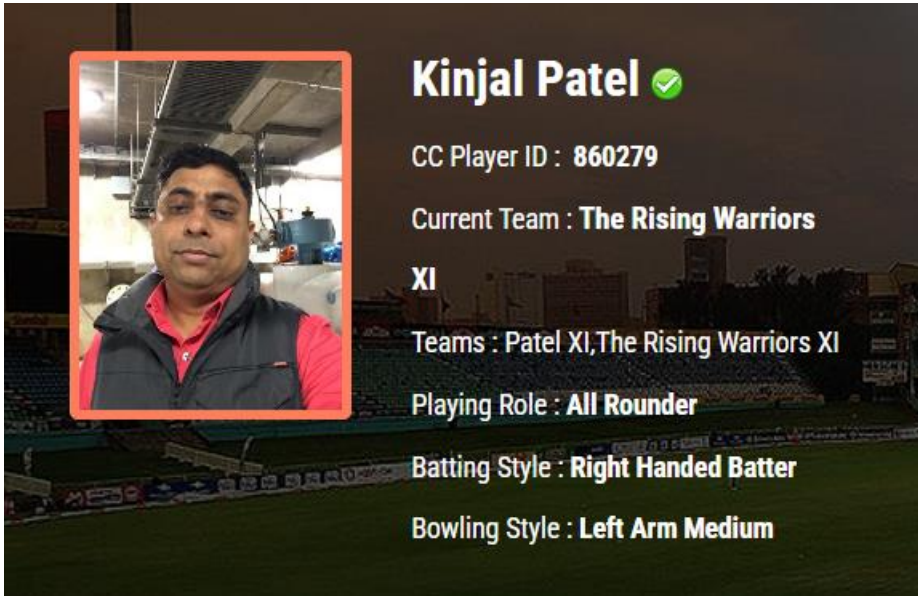 Kinjal Patel
CC Player ID : 860279
Current Team : The Rising Warriors
XI
Teams : Patel XI,The Rising Warriors XI
Playing Role : All Rounder
Batting Style : Right Handed Batter
Bowling Style : Left Arm Medium